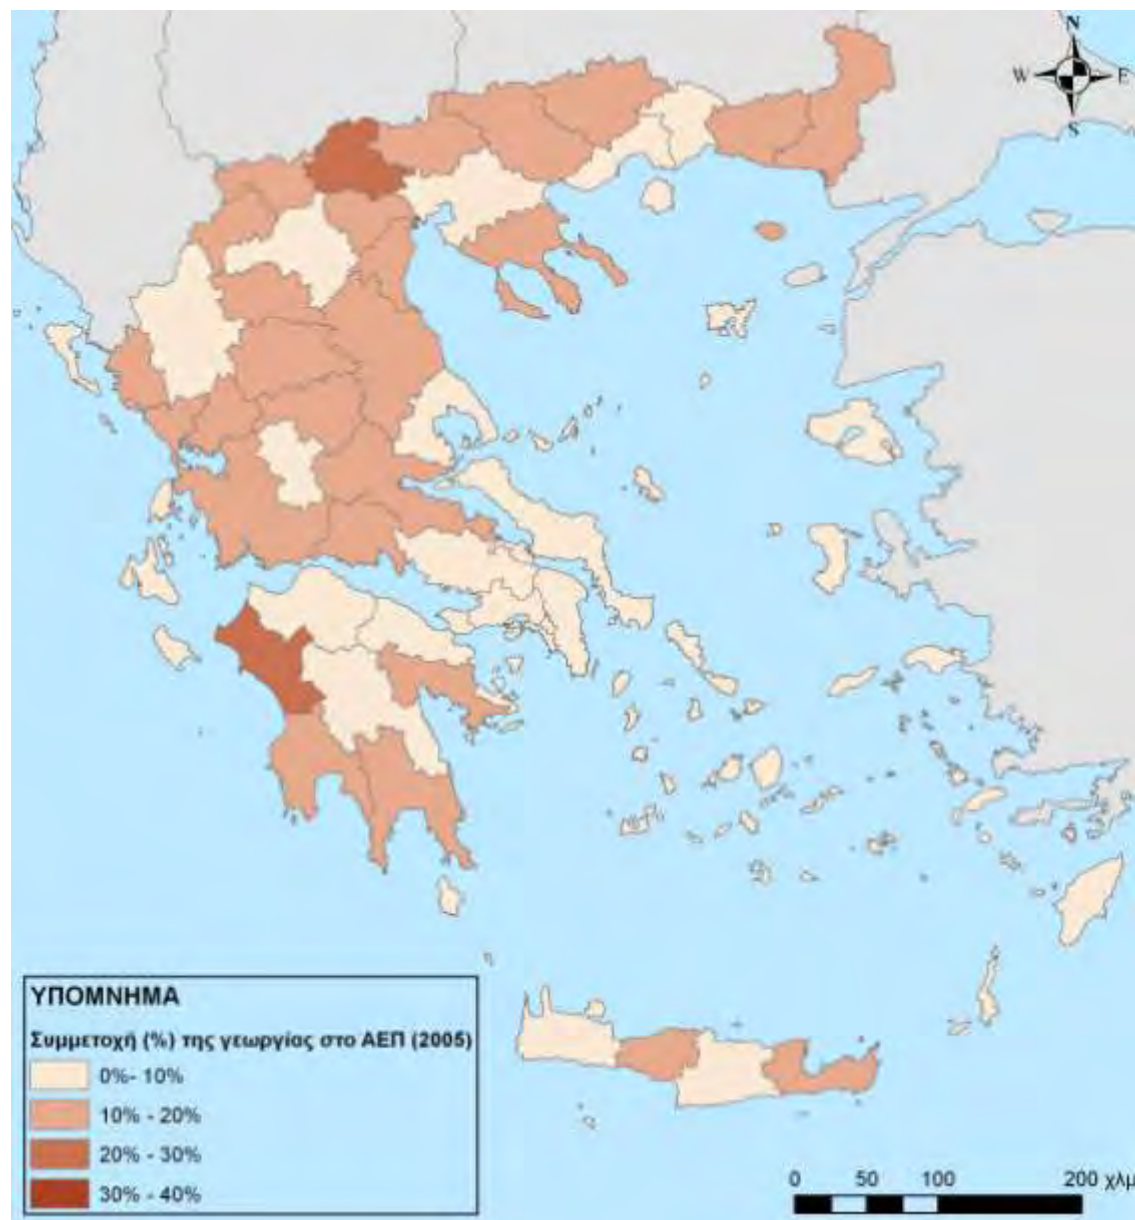 N
W E
S
ΥΠΟΜΝΗΜΑ
Συμμετοχή (%) της γεωργίας στο ΑΕΠ (2005)
0%- 10%
10% - 20%
20% - 30%
30% - 40%
0 50 100 200 χλμ